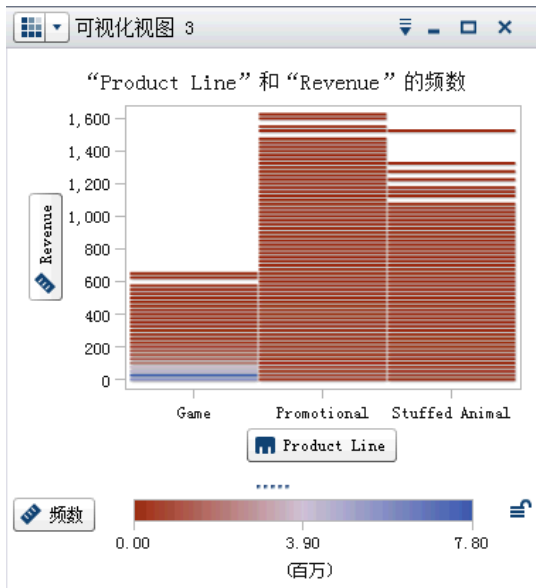 可视化视图 3
“Product Line”和“Revenue”的频数
1,600
1,400
1,200
1,000
800
600
400
200
0
Revenue
Game Promotional Stuffed Animal
Product Line
频数
0.00 3.90 7.80
(百万)